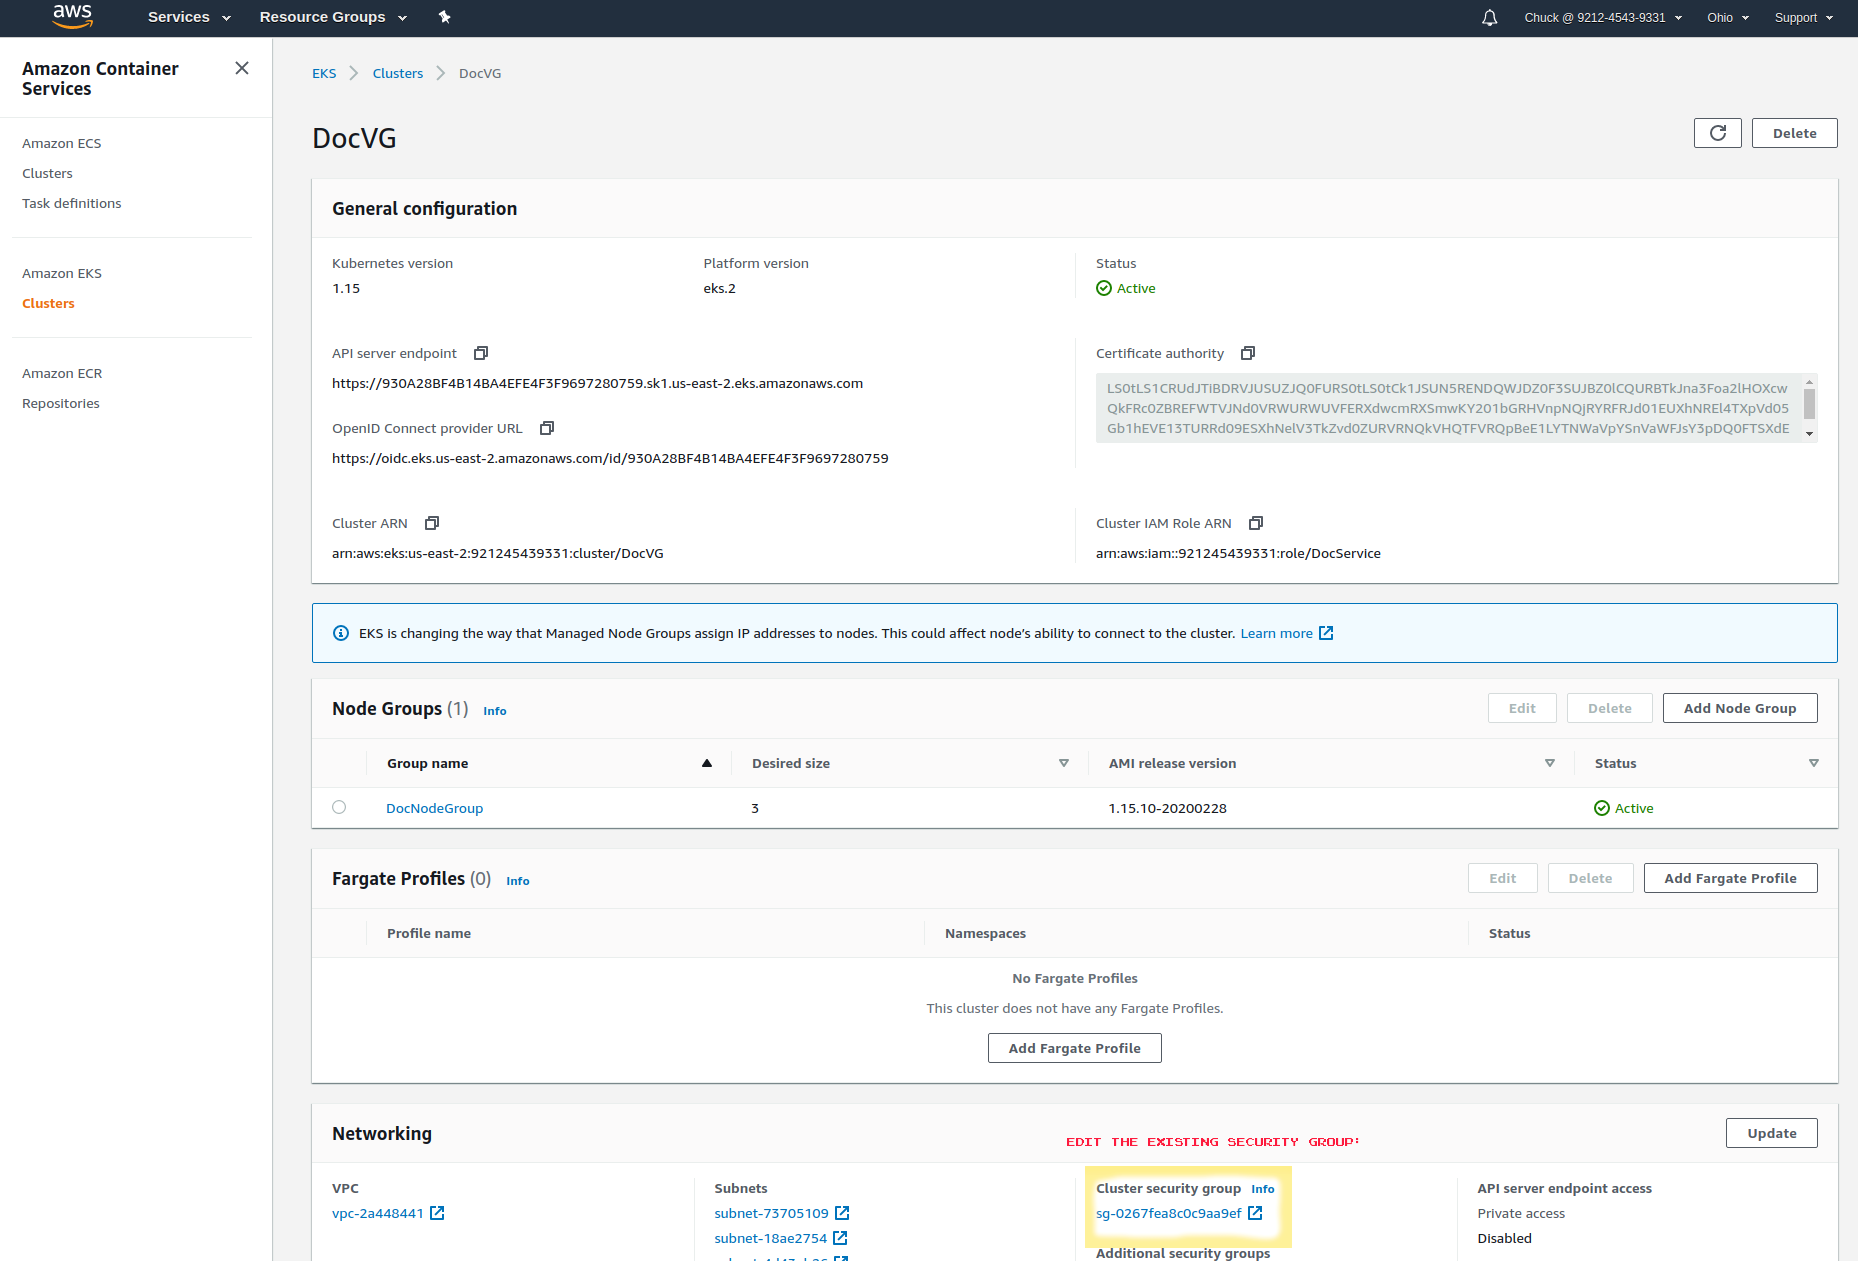 aws Services Resource Groups Chuck @ 9212-4543-9331 Ohio Support
Amazon Container
Services
Amazon ECS
Clusters
Task definitions
Amazon EKS
Clusters
Amazon ECR
Repositories
EKS Clusters DocVG
DocVG
Delete
General configuration
Kubernetes version
1.15
Platform version
eks.2
Status
Active
API server endpoint
https://930A28BF4B14BA4EFE4F3F9697280759.sk1.us-east-2.eks.amazonaws.com
OpenID Connect provider URL
https://oidc.eks.us-east-2.amazonaws.com/id/930A28BF4B14BA4EFE4F3F9697280759
Certificate authority
LS0tLS1CRUdJTiBDRVJUSUZJQ0FURS0tLS0tCk1JSUN5RENDQWJDZ0F3SUJBZ0lCQURBTkJna3Foa2lHOXcw
QkFRc0ZBREFWTVJNd0VRWURWUVFERXdwcmRXSmwKY201bGRHVnpNQjRYRFRJd01EUXhNREl4TXpVd05
Gb1hEVE13TURRd09ESXhNelV3TkZvd0ZURVRNQkVHQTFVRQpBeE1LYTNWaVpYSnVaWFJsY3pDQ0FTSXdE
Cluster ARN
arn:aws:eks:us-east-2:921245439331:cluster/DocVG
Cluster IAM Role ARN
arn:aws:iam::921245439331:role/DocService
EKS is changing the way that Managed Node Groups assign IP addresses to nodes. This could affect node's ability to connect to the cluster. Learn more
Node Groups (1) Info Edit Delete Add Node Group
Group name Desired size AMI release version Status
DocNodeGroup 3 1.15.10-20200228 Active
Fargate Profiles (0) Info Edit Delete Add Fargate Profile
Profile name Namespaces Status
No Fargate Profiles
This cluster does not have any Fargate Profiles.
Add Fargate Profile
Networking EDIT THE EXISTING SECURITY GROUP: Update
VPC
vpc-2a448441
Subnets
subnet-73705109
subnet-18ae2754
Cluster security group Info
sg-0267fea8c0c9aa9ef
Additional security groups
API server endpoint access
Private access
Disabled